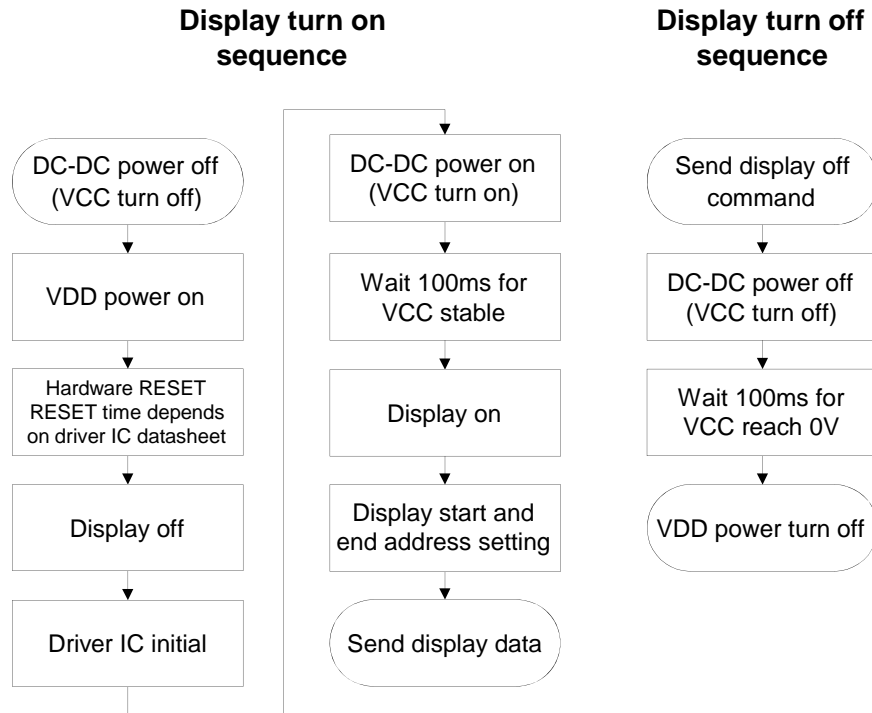 Display turn on
sequence
DC-DC power off
(VCC turn off)
VDD power on
Hardware RESET
RESET time depends
on driver IC datasheet
Display off
Driver IC initial
DC-DC power on
(VCC turn on)
Wait 100ms for
VCC stable
Display on
Display start and
end address setting
Send display data
Display turn off
sequence
Send display off
command
DC-DC power off
(VCC turn off)
Wait 100ms for
VCC reach 0V
VDD power turn off